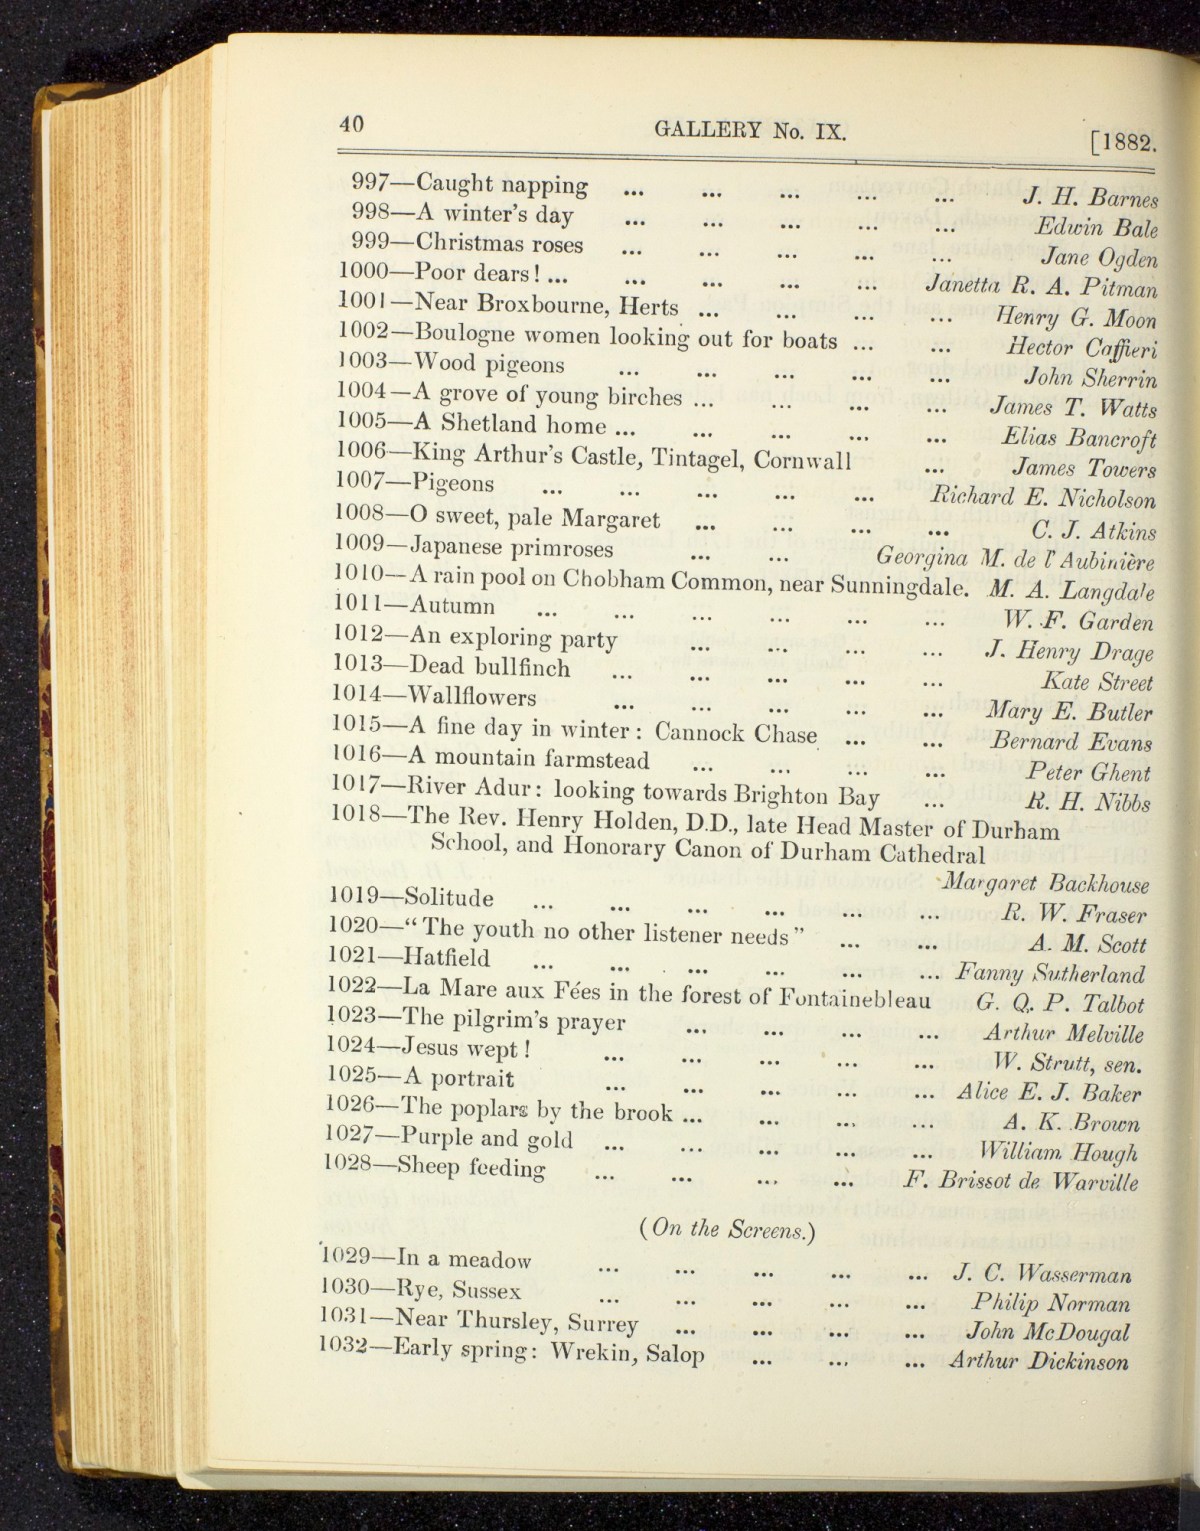 40 GALLERY No. IX. [1882.
997—Caught napping ... ... ... ... ... J. H. Barnes
998—A winter's day ... ... ... ... ... Edwin Bale
999—Christmas roses ... ... ... ... ... Jane Ogden
1000—Poor dears! ... ... ... ... ... Janetta R. A. Pitman
1001—Near Broxbourne, Herts ... ... ... ... Henry G. Moon
1002—Boulogne women looking out for boats ... ... Hector Caffieri
1003—Wood pigeons ... ... ... ... ... John Sherrin
1004—A grove of young birches ... ... ... ... James T. Watts
1005—A Shetland home ... ... ... ... ... Elias Bancroft
1006—King Arthur's Castle, Tintagel, Cornwall ... James Towers
1007—Pigeons ... ... ... ... ... Richard E. Nicholson
1008—O sweet, pale Margaret ... ... ... ... C. J. Atkins
1009—Japanese primroses ... ... Georgina M. de l'Aubinière
1010—A rain pool on Chobham Common, near Sunningdale. M. A. Langdale
1011—Autumn ... ... ... ... ... ... W. F. Garden
1012—An exploring party ... ... ... ... J. Henry Drage
1013—Dead bullfinch ... ... ... ... ... Kate Street
1014—Wallflowers ... ... ... ... ... Mary E. Butler
1015—A fine day in winter: Cannock Chase ... ... Bernard Evans
1016—A mountain farmstead ... ... ... ... Peter Ghent
1017—River Adur: looking towards Brighton Bay ... R. H. Nibbs
1018—The Rev. Henry Holden, D.D., late Head Master of Durham
School, and Honorary Canon of Durham Cathedral
Margaret Backhouse
1019—Solitude ... ... ... ... ... ... R. W. Fraser
1020—"The youth no other listener needs" ... ... A. M. Scott
1021—Hatfield ... ... ... ... ... ... Fanny Sutherland
1022—La Mare aux Fées in the forest of Fontainebleau G. Q. P. Talbot
1023—The pilgrim's prayer ... ... ... ... Arthur Melville
1024—Jesus wept! ... ... ... ... ... W. Strutt, sen.
1025—A portrait ... ... ... ... ... Alice E. J. Baker
1026—The poplars by the brook ... ... ... ... A. K. Brown
1027—Purple and gold ... ... ... ... ... William Hough
1028—Sheep feeding ... ... ... ... F. Brissot de Warville
(On the Screens.)
1029—In a meadow ... ... ... ... ... J. C. Wasserman
1030—Rye, Sussex ... ... ... ... ... Philip Norman
1031—Near Thursley, Surrey ... ... ... ... John McDougal
1032—Early spring: Wrekin, Salop ... ... ... Arthur Dickinson